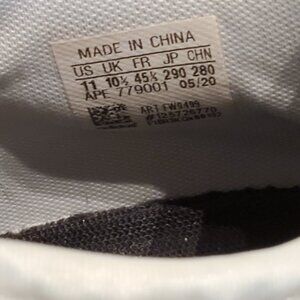 MADE IN CHINA
US UK FR JP CHN
11 10½ 45⅓ 290 280
APE 779001 05/20
ART FW9499